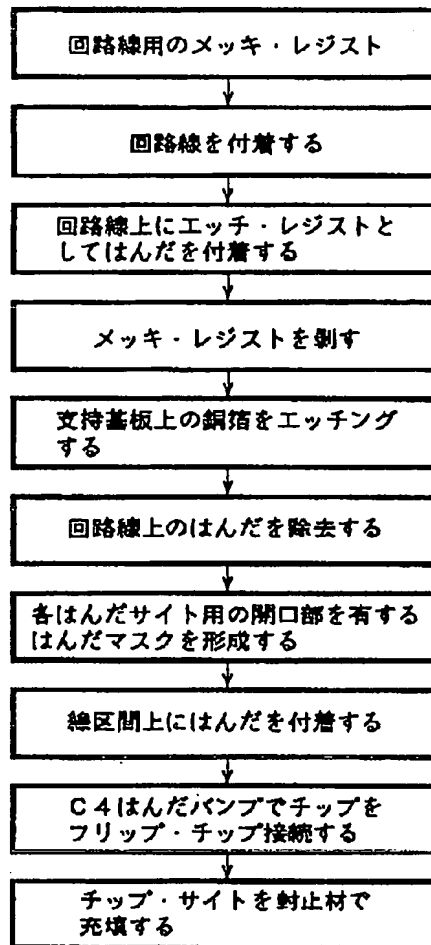 回路線用のメッキ・レジスト
回路線を付着する
回路線上にエッチ・レジストと
してはんだを付着する
メッキ・レジストを剝す
支持基板上の銅箔をエッチング
する
回路線上のはんだを除去する
各はんだサイト用の開口部を有する
はんだマスクを形成する
線区間上にはんだを付着する
C4はんだバンプでチップを
フリップ・チップ接続する
チップ・サイトを封止材で
充填する